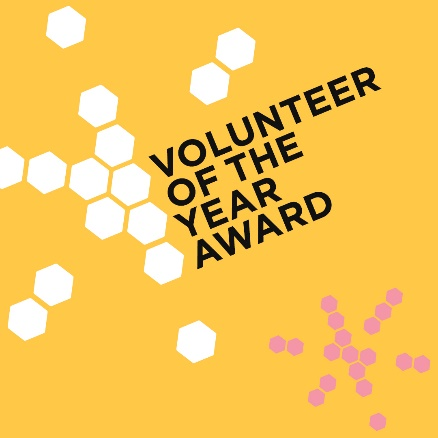 VOLUNTEER
OF THE
YEAR
AWARD